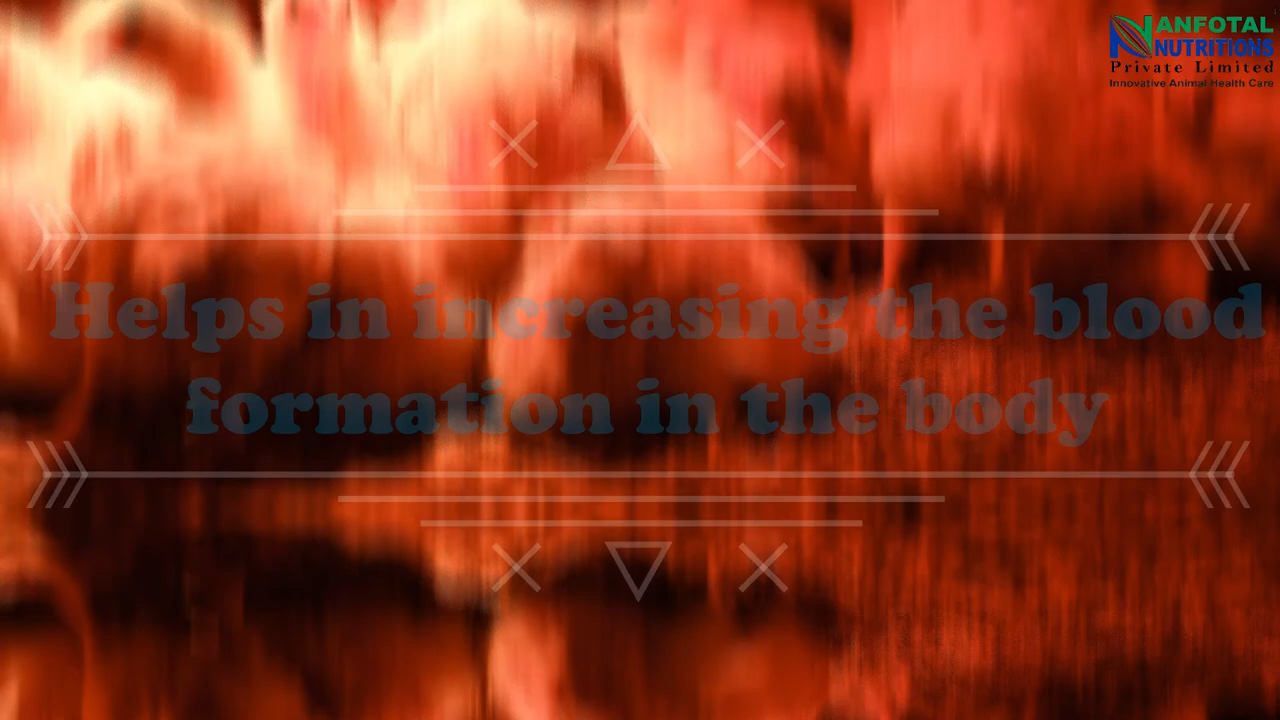 NANFOTAL
NUTRITIONS
Private Limited
Innovative Animal Health Care
Helps in increasing the blood
formation in the body